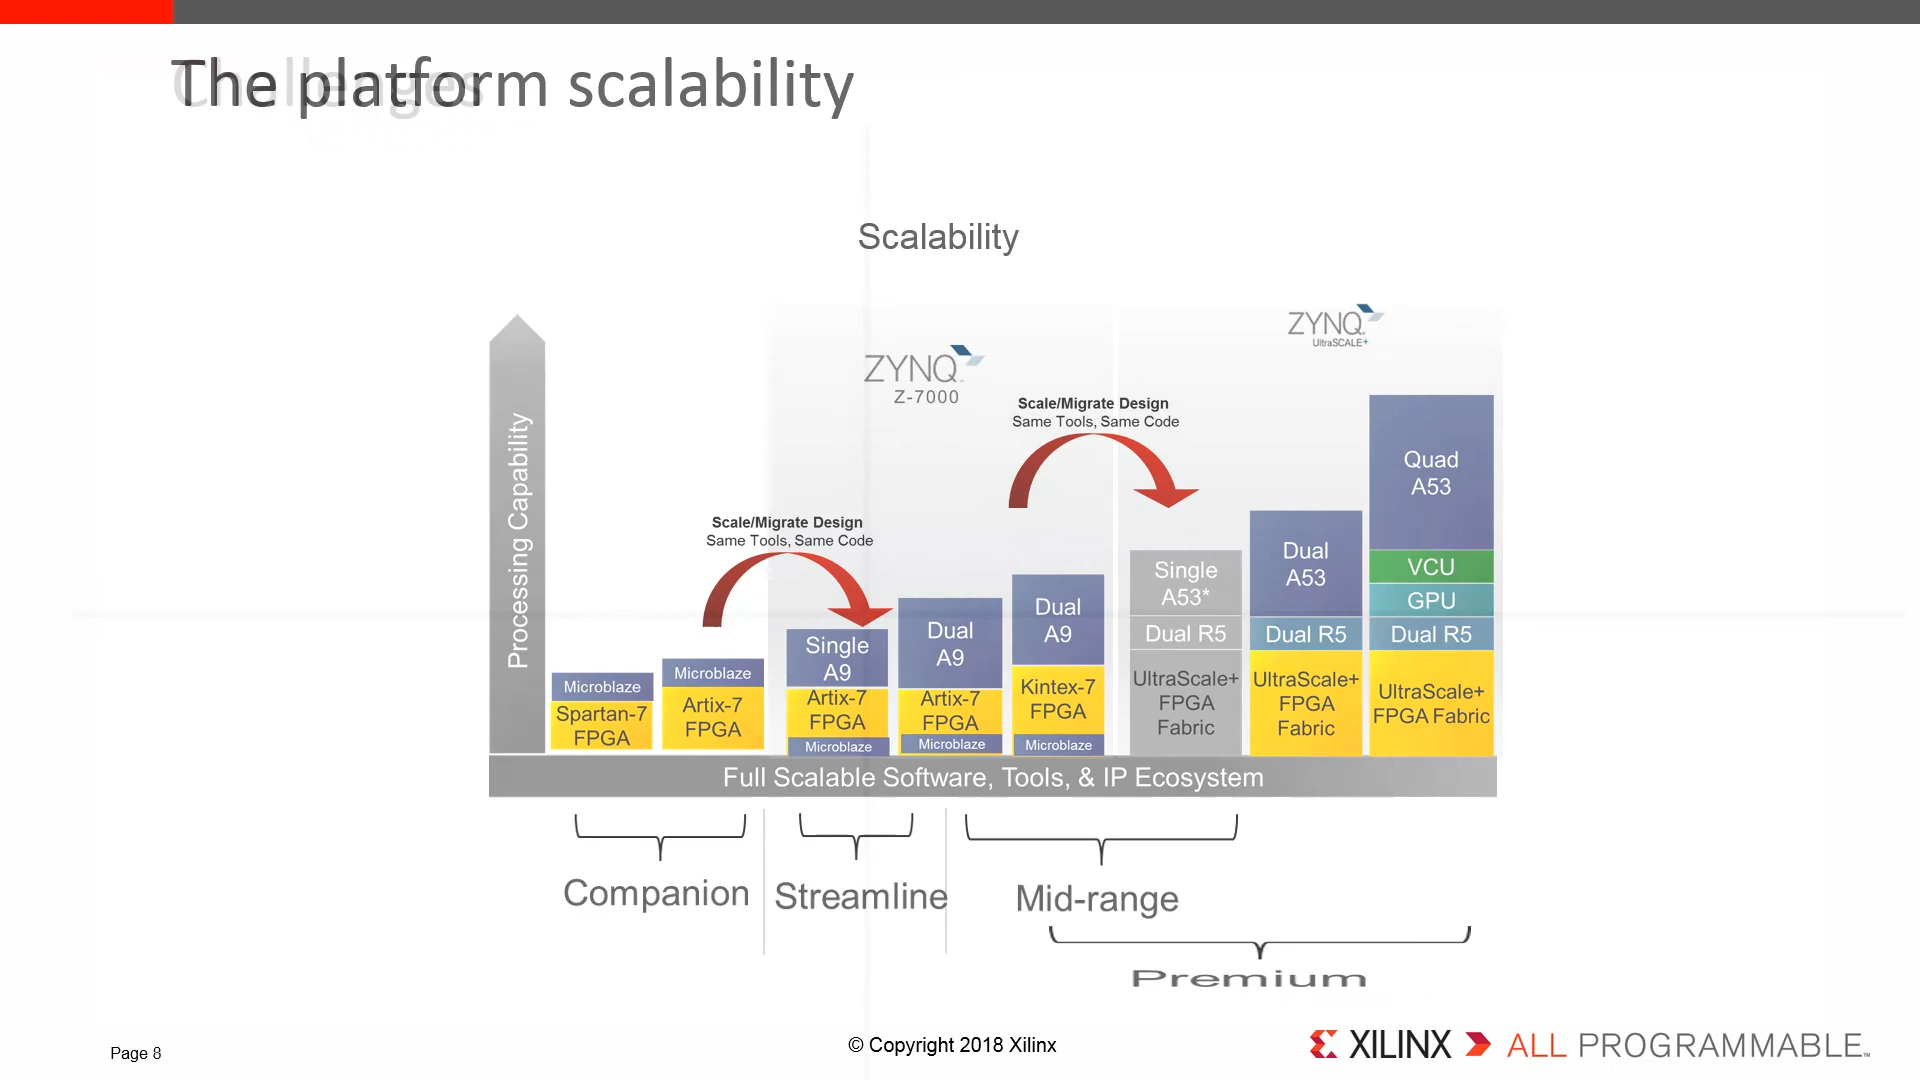 The platform scalability
Challenges
Scalability
ZYNQ
UltraSCALE+
ZYNQ
Z-7000
Scale/Migrate Design
Same Tools, Same Code
Scale/Migrate Design
Same Tools, Same Code
Processing Capability
Microblaze
Spartan-7
FPGA
Microblaze
Artix-7
FPGA
Single
A9
Artix-7
FPGA
Microblaze
Dual
A9
Artix-7
FPGA
Microblaze
Dual
A9
Kintex-7
FPGA
Microblaze
Single
A53*
Dual R5
UltraScale+
FPGA
Fabric
Dual
A53
Dual R5
UltraScale+
FPGA
Fabric
Quad
A53
VCU
GPU
Dual R5
UltraScale+
FPGA Fabric
Full Scalable Software, Tools, & IP Ecosystem
Companion
Streamline
Mid-range
Premium
Page 8
© Copyright 2018 Xilinx
XILINX
ALL PROGRAMMABLE™